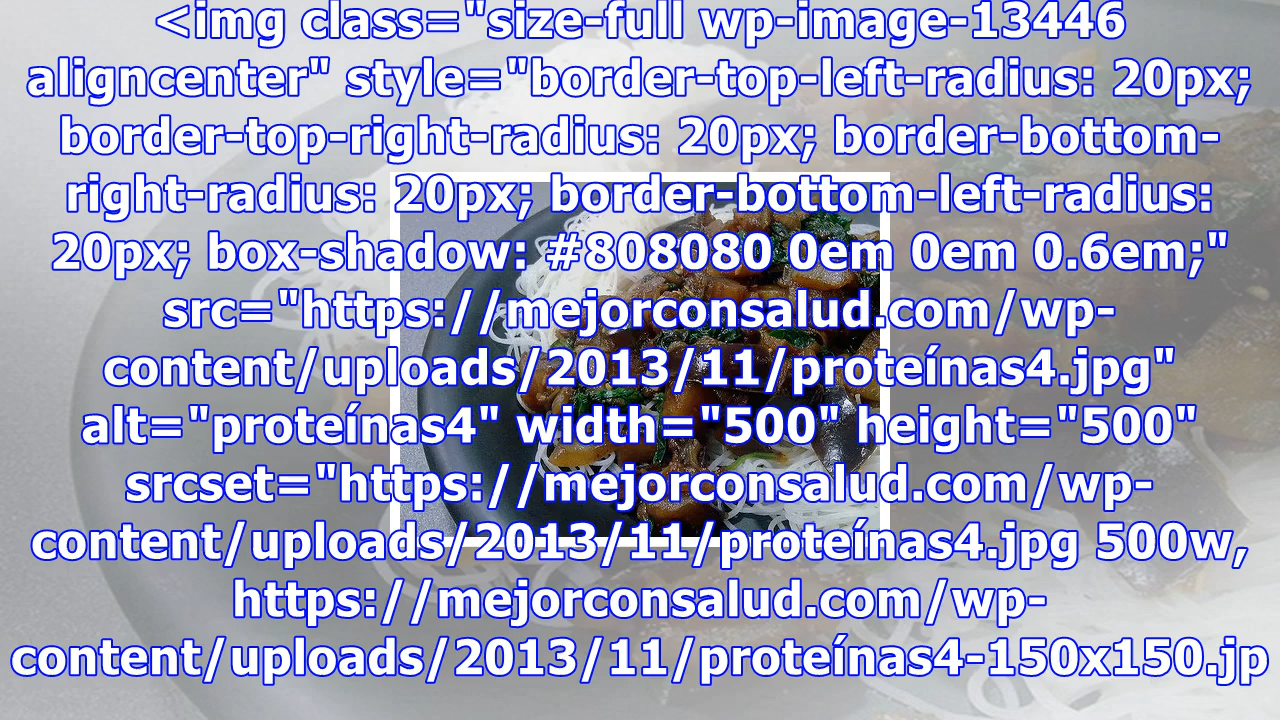 <img class="size-full wp-image-13446
aligncenter" style="border-top-left-radius: 20px;
border-top-right-radius: 20px; border-bottom-
right-radius: 20px; border-bottom-left-radius:
20px; box-shadow: #808080 0em 0em 0.6em;"
src="https://mejorconsalud.com/wp-
content/uploads/2013/11/proteínas4.jpg"
alt="proteínas4" width="500" height="500"
srcset="https://mejorconsalud.com/wp-
content/uploads/2013/11/proteínas4.jpg 500w,
https://mejorconsalud.com/wp-
content/uploads/2013/11/proteínas4-150x150.jp